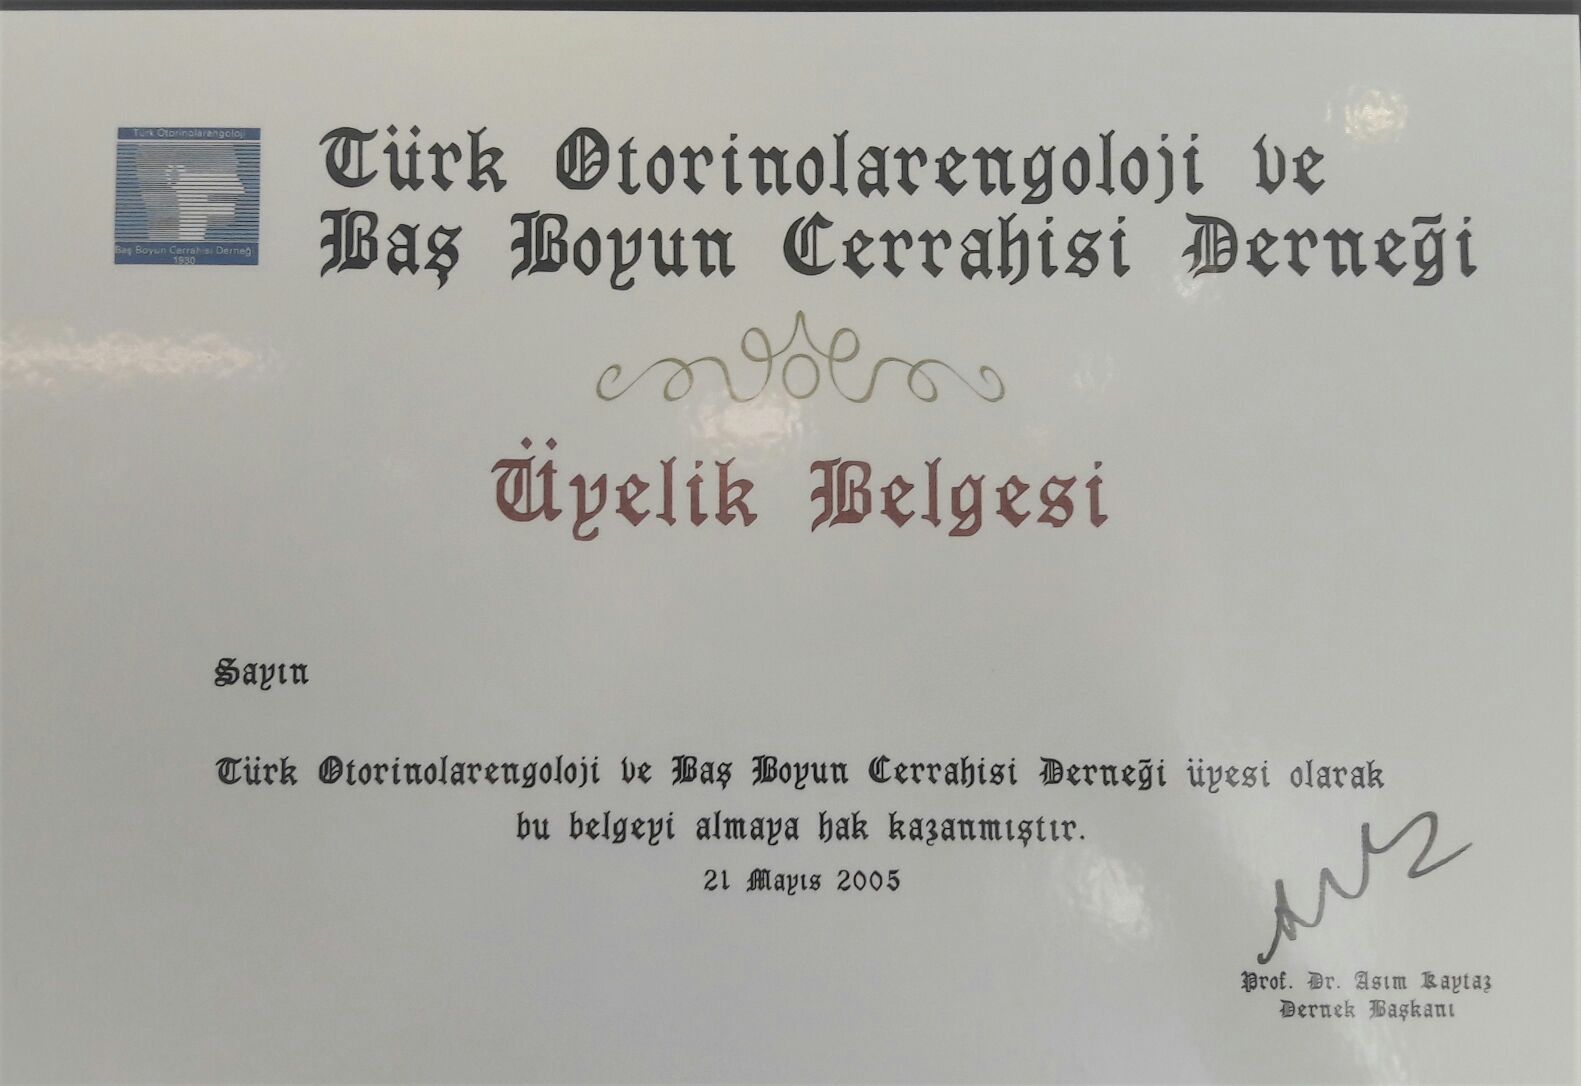 Türk Otorinolarengoloji
Baş Boyun Cerrahisi Derneği
1930
Türk Otorinolarengoloji ve
Baş Boyun Cerrahisi Derneği
Üyelik Belgesi
Sayın
Türk Otorinolarengoloji ve Baş Boyun Cerrahisi Derneği üyesi olarak
bu belgeyi almaya hak kazanmıştır.
21 Mayıs 2005
Prof. Dr. Asım Kaytaz
Dernek Başkanı